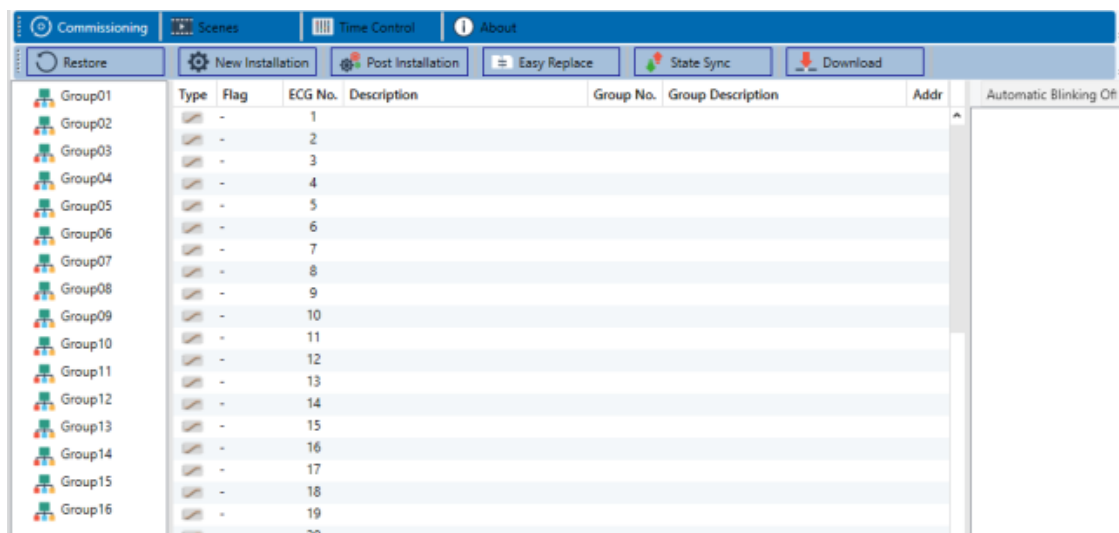 Commissioning Scenes Time Control About
Restore New Installation Post Installation Easy Replace State Sync Download
Type Flag ECG No. Description Group No. Group Description Addr Automatic Blinking Off
Group01
Group02
Group03
Group04
Group05
Group06
Group07
Group08
Group09
Group10
Group11
Group12
Group13
Group14
Group15
Group16
- 1
- 2
- 3
- 4
- 5
- 6
- 7
- 8
- 9
- 10
- 11
- 12
- 13
- 14
- 15
- 16
- 17
- 18
- 19